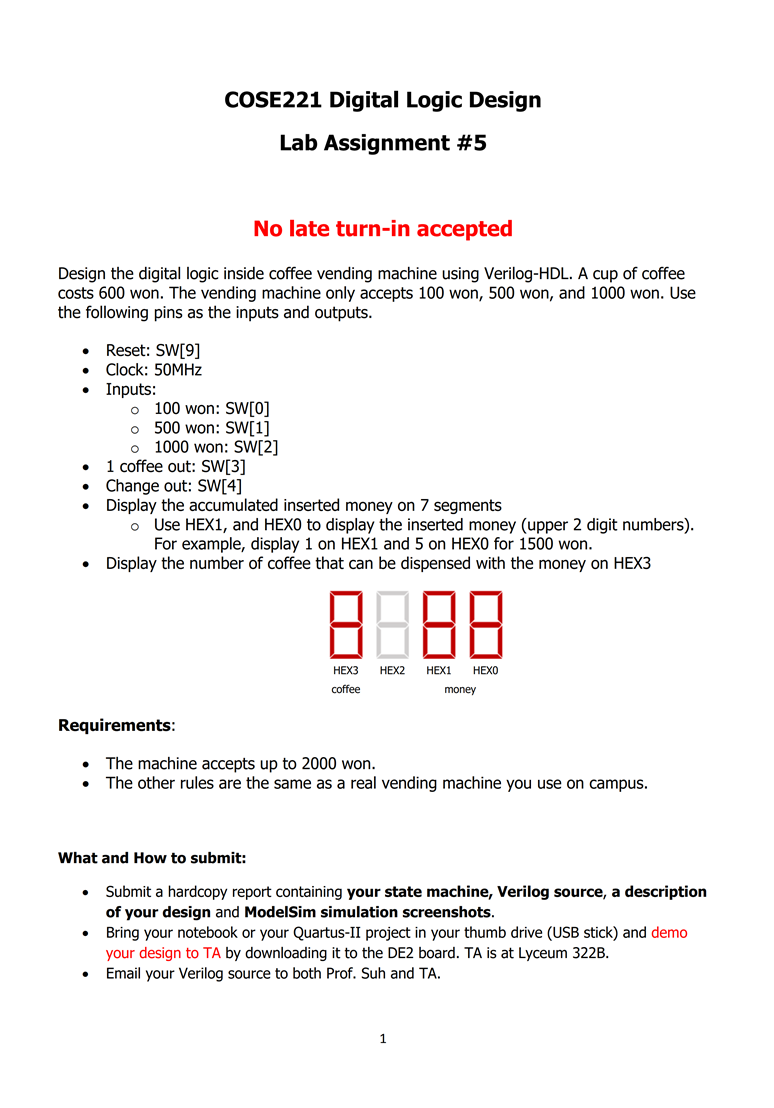 COSE221 Digital Logic Design
Lab Assignment #5
No late turn-in accepted
Design the digital logic inside coffee vending machine using Verilog-HDL. A cup of coffee
costs 600 won. The vending machine only accepts 100 won, 500 won, and 1000 won. Use
the following pins as the inputs and outputs.
• Reset: SW[9]
• Clock: 50MHz
• Inputs:
o 100 won: SW[0]
o 500 won: SW[1]
o 1000 won: SW[2]
• 1 coffee out: SW[3]
• Change out: SW[4]
• Display the accumulated inserted money on 7 segments
o Use HEX1, and HEX0 to display the inserted money (upper 2 digit numbers).
For example, display 1 on HEX1 and 5 on HEX0 for 1500 won.
• Display the number of coffee that can be dispensed with the money on HEX3
HEX3 HEX2 HEX1 HEX0
coffee money
Requirements:
• The machine accepts up to 2000 won.
• The other rules are the same as a real vending machine you use on campus.
What and How to submit:
• Submit a hardcopy report containing your state machine, Verilog source, a description
of your design and ModelSim simulation screenshots.
• Bring your notebook or your Quartus-II project in your thumb drive (USB stick) and demo
your design to TA by downloading it to the DE2 board. TA is at Lyceum 322B.
• Email your Verilog source to both Prof. Suh and TA.
1